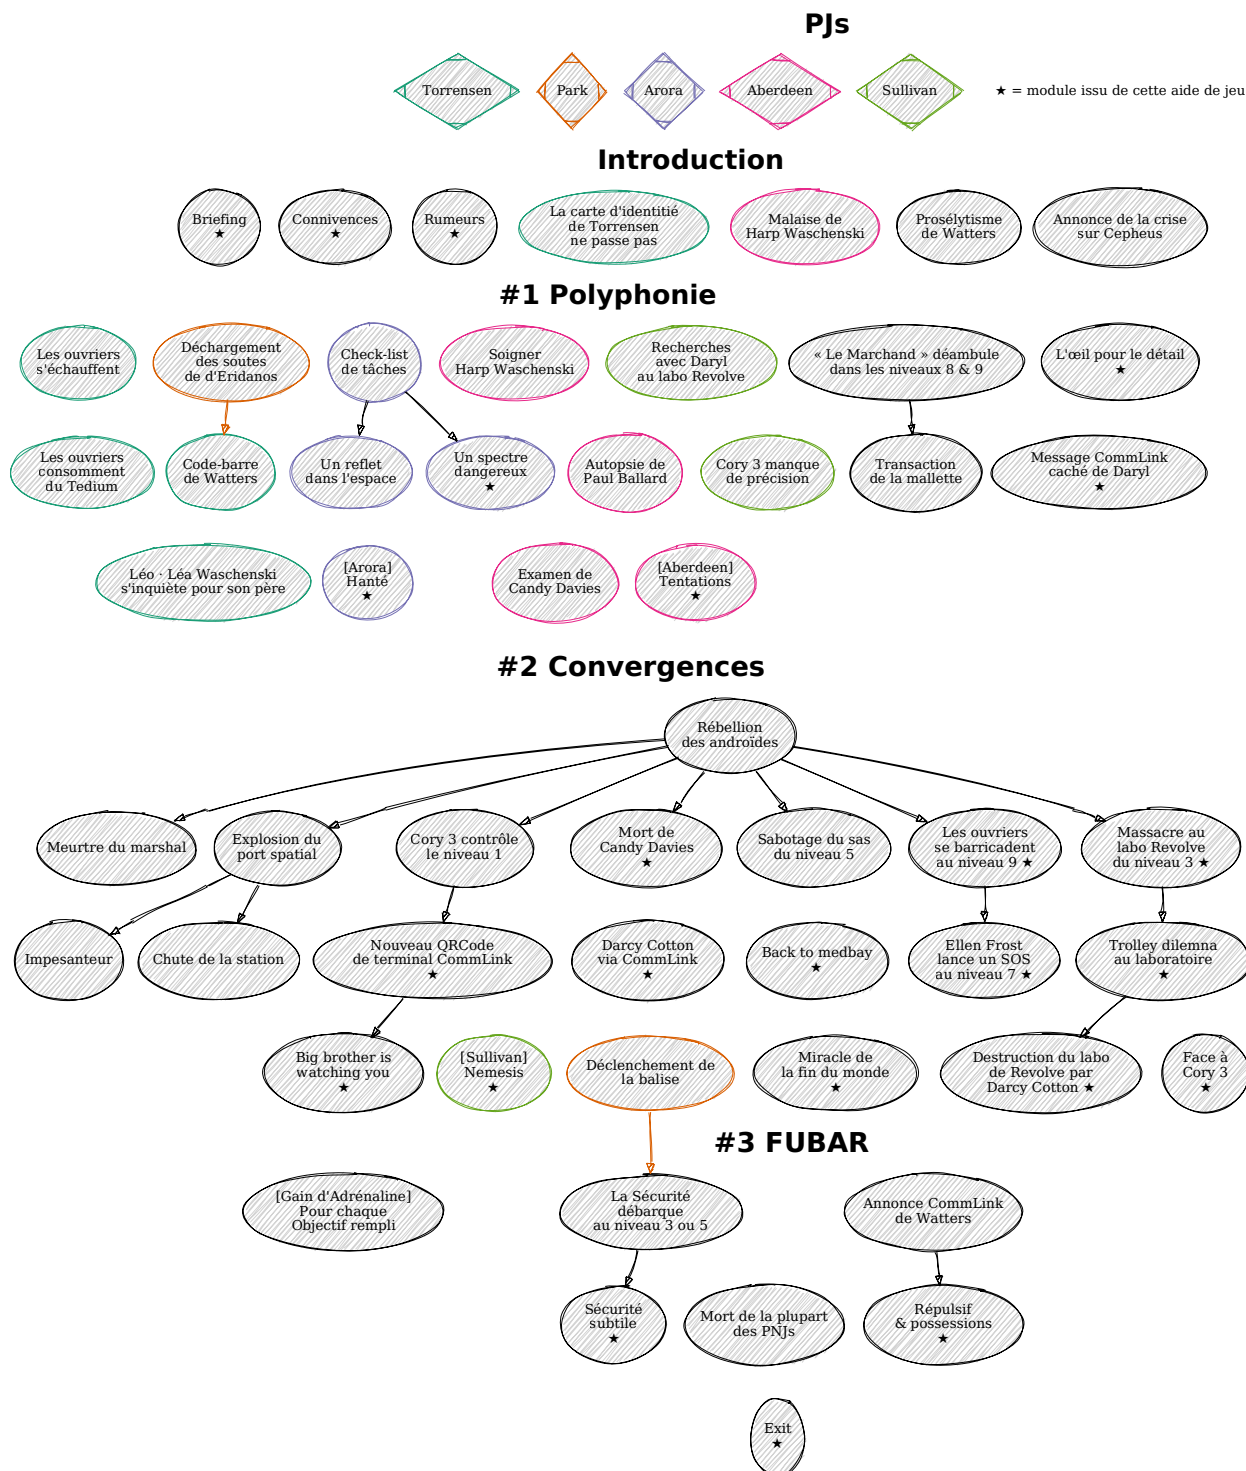 PJs
Torrensen
Park
Arora
Aberdeen
Sullivan
★ = module issu de cette aide de jeu
Introduction
Briefing
★
Connivences
★
Rumeurs
★
La carte d'identitié
de Torrensen
ne passe pas
Malaise de
Harp Waschenski
Prosélytisme
de Watters
Annonce de la crise
sur Cepheus
#1 Polyphonie
Les ouvriers
s'échauffent
Déchargement
des soutes
de d'Eridanos
Check-list
de tâches
Soigner
Harp Waschenski
Recherches
avec Daryl
au labo Revolve
« Le Marchand » déambule
dans les niveaux 8 & 9
L'œil pour le détail
★
Les ouvriers
consomment
du Tedium
Code-barre
de Watters
Un reflet
dans l'espace
Un spectre
dangereux
★
Autopsie de
Paul Ballard
Cory 3 manque
de précision
Transaction
de la mallette
Message CommLink
caché de Daryl
★
Léo · Léa Waschenski
s'inquiète pour son père
[Arora]
Hanté
★
Examen de
Candy Davies
[Aberdeen]
Tentations
★
#2 Convergences
Rébellion
des androïdes
Meurtre du marshal
Explosion du
port spatial
Cory 3 contrôle
le niveau 1
Mort de
Candy Davies
★
Sabotage du sas
du niveau 5
Les ouvriers
se barricadent
au niveau 9 ★
Massacre au
labo Revolve
du niveau 3 ★
Impesanteur
Chute de la station
Nouveau QRCode
de terminal CommLink
★
Darcy Cotton
via CommLink
★
Back to medbay
★
Ellen Frost
lance un SOS
au niveau 7 ★
Trolley dilemna
au laboratoire
★
Big brother is
watching you
★
[Sullivan]
Nemesis
★
Déclenchement de
la balise
Miracle de
la fin du monde
★
Destruction du labo
de Revolve par
Darcy Cotton ★
Face à
Cory 3
★
#3 FUBAR
[Gain d'Adrénaline]
Pour chaque
Objectif rempli
La Sécurité
débarque
au niveau 3 ou 5
Annonce CommLink
de Watters
Sécurité
subtile
★
Mort de la plupart
des PNJs
Répulsif
& possessions
★
Exit
★